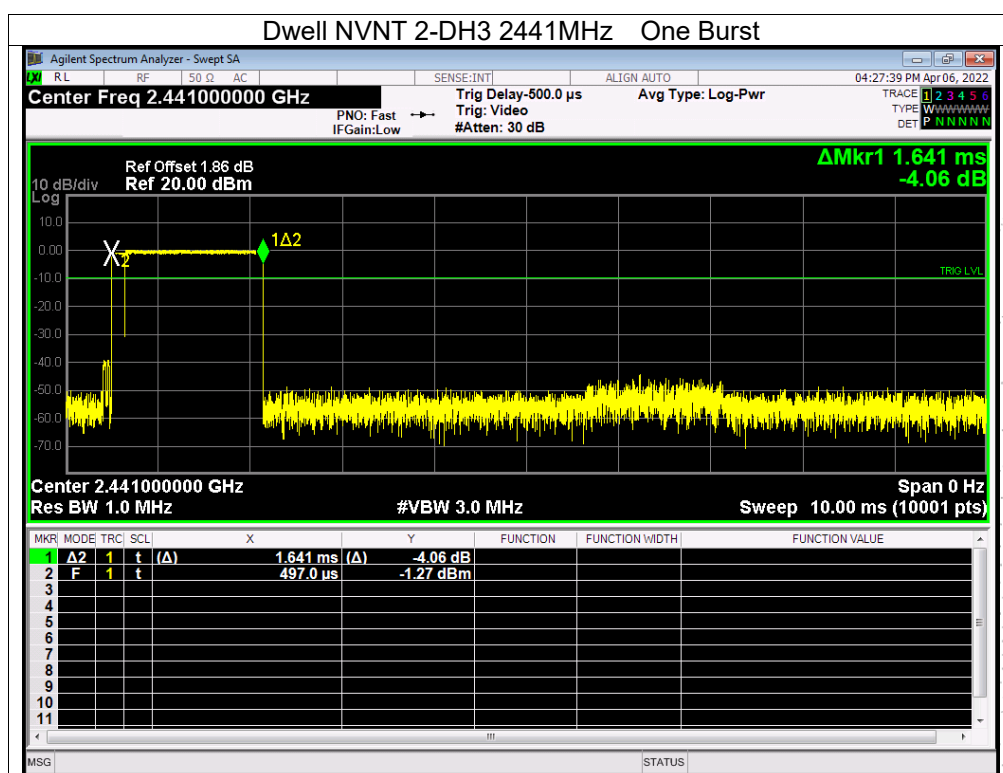 Dwell NVNT 2-DH3 2441MHz One Burst
Agilent Spectrum Analyzer - Swept SA
LXI RL RF 50 Ω AC SENSE:INT ALIGN AUTO 04:27:39 PM Apr 06, 2022
Center Freq 2.441000000 GHz Trig Delay-500.0 µs Avg Type: Log-Pwr TRACE 1 2 3 4 5 6
PNO: Fast Trig: Video TYPE WWWWWW
IFGain:Low #Atten: 30 dB DET P N N N N N
ΔMkr1 1.641 ms
-4.06 dB
Ref Offset 1.86 dB
10 dB/div Ref 20.00 dBm
Log
10.0
0.00
-10.0
-20.0
-30.0
-40.0
-50.0
-60.0
-70.0
1Δ2
2
TRIG LVL
Center 2.441000000 GHz Span 0 Hz
Res BW 1.0 MHz #VBW 3.0 MHz Sweep 10.00 ms (10001 pts)
MKR MODE TRC SCL X Y FUNCTION FUNCTION WIDTH FUNCTION VALUE
1 Δ2 1 t (Δ) 1.641 ms (Δ) -4.06 dB
2 F 1 t 497.0 µs -1.27 dBm
3
4
5
6
7
8
9
10
11
MSG STATUS